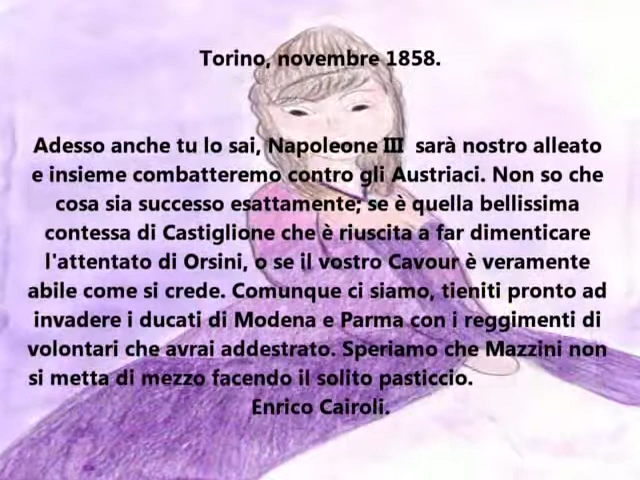 Torino, novembre 1858.
Adesso anche tu lo sai, Napoleone III sarà nostro alleato
e insieme combatteremo contro gli Austriaci. Non so che
cosa sia successo esattamente; se è quella bellissima
contessa di Castiglione che è riuscita a far dimenticare
l'attentato di Orsini, o se il vostro Cavour è veramente
abile come si crede. Comunque ci siamo, tieniti pronto ad
invadere i ducati di Modena e Parma con i reggimenti di
volontari che avrai addestrato. Speriamo che Mazzini non
si metta di mezzo facendo il solito pasticcio.
Enrico Cairoli.